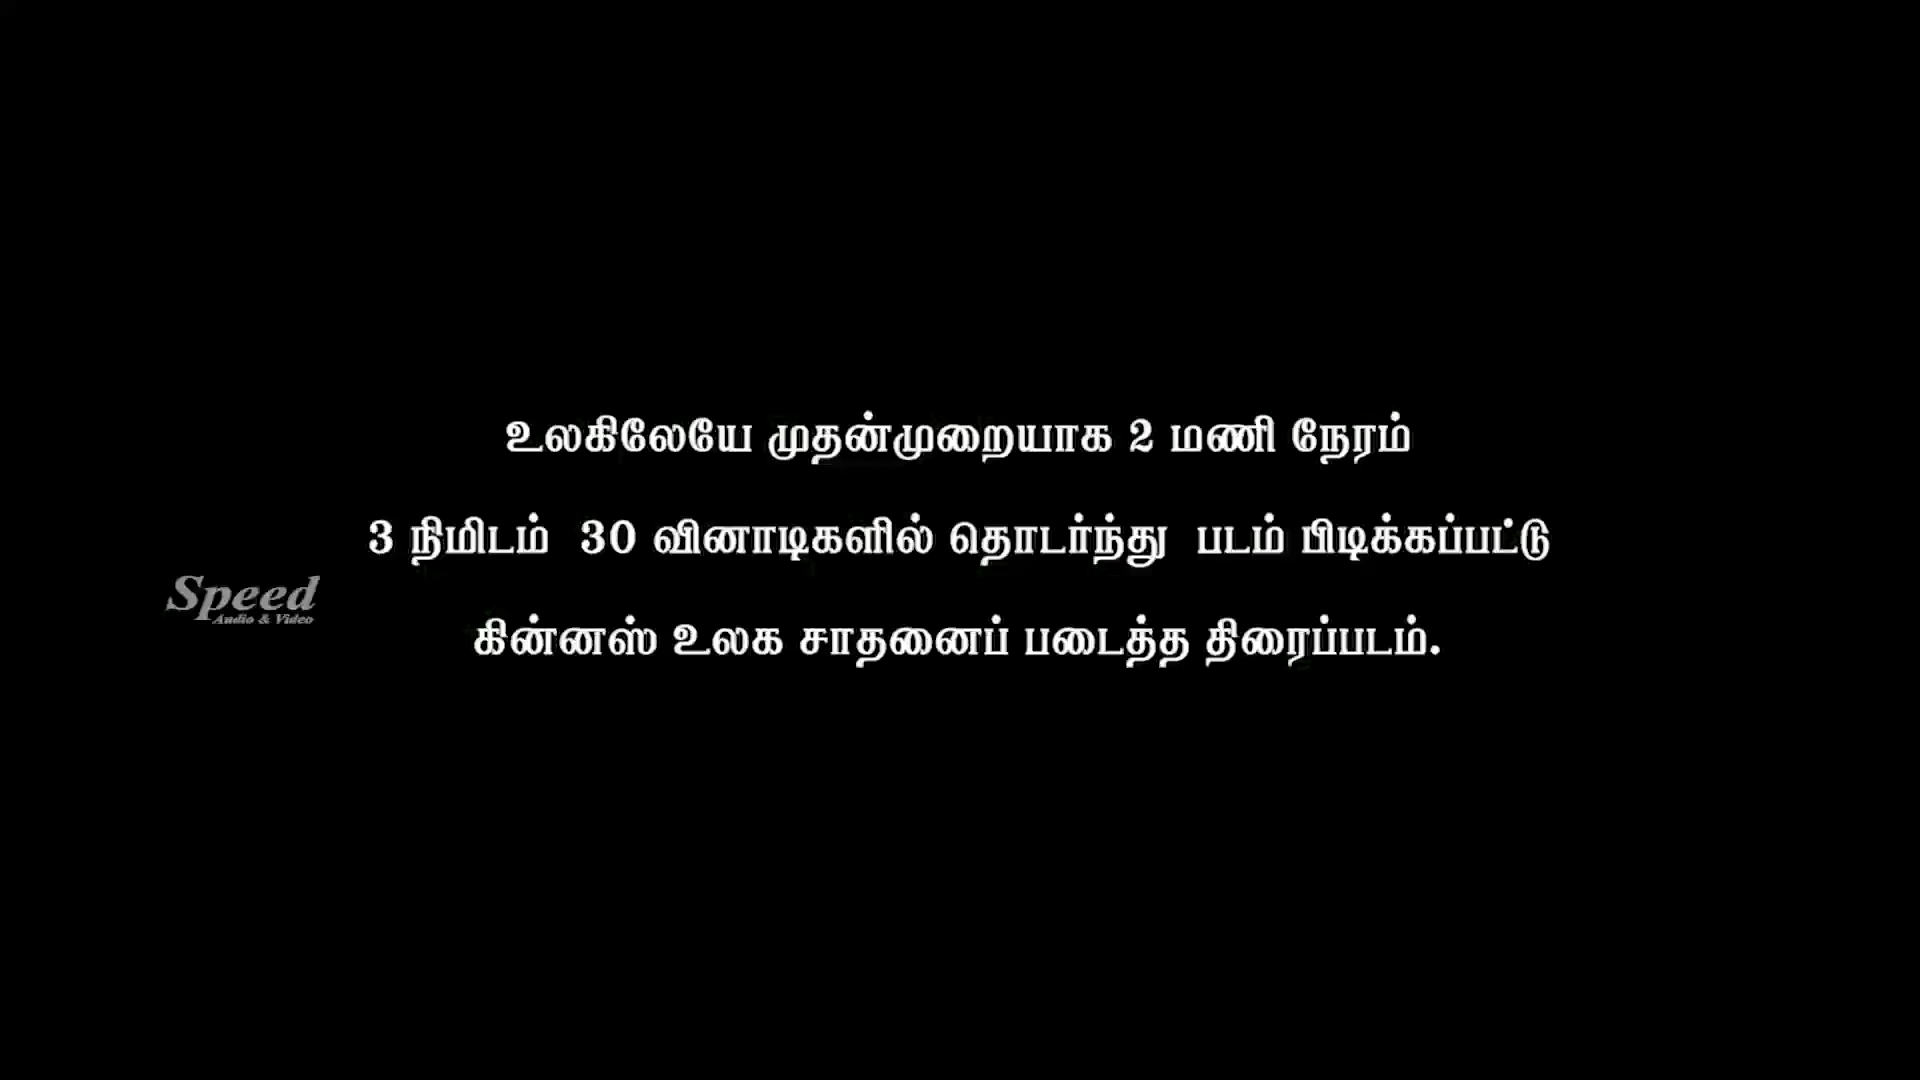 உலகிலேயே முதன்முறையாக 2 மணி நேரம்
3 நிமிடம் 30 வினாடிகளில் தொடர்ந்து படம் பிடிக்கப்பட்டு
Speed
Audio & Video
கின்னஸ் உலக சாதனைப் படைத்த திரைப்படம்.